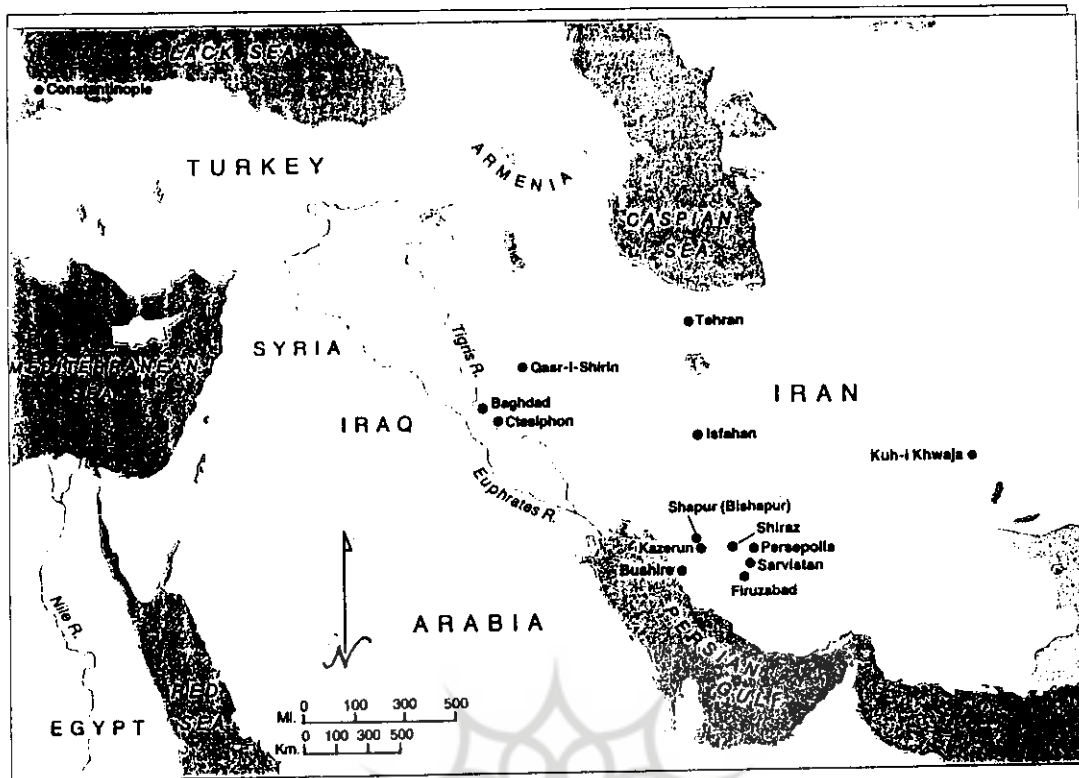 BLACK SEA
Constantinople
TURKEY
ARMENIA
CASPIAN
SEA
Tehran
SYRIA
Tigris R.
Qasr-i-Shirin
MEDITERRANEAN
SEA
IRAN
Baghdad
IRAQ
Ctesiphon
Isfahan
Kuh-i Khwaja
Euphrates R.
Shapur (Bishapur)
Shiraz
Kazerun
Persepolis
Bushire
Sarvistan
Firuzabad
Nile R.
ARABIA
PERSIAN
GULF
RED
SEA
EGYPT
Mi. 0 100 300 500
Km. 0 100 300 500